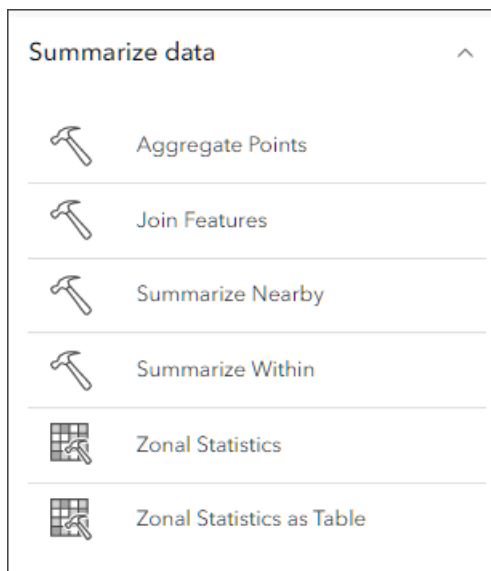 Summarize data
Aggregate Points
Join Features
Summarize Nearby
Summarize Within
Zonal Statistics
Zonal Statistics as Table